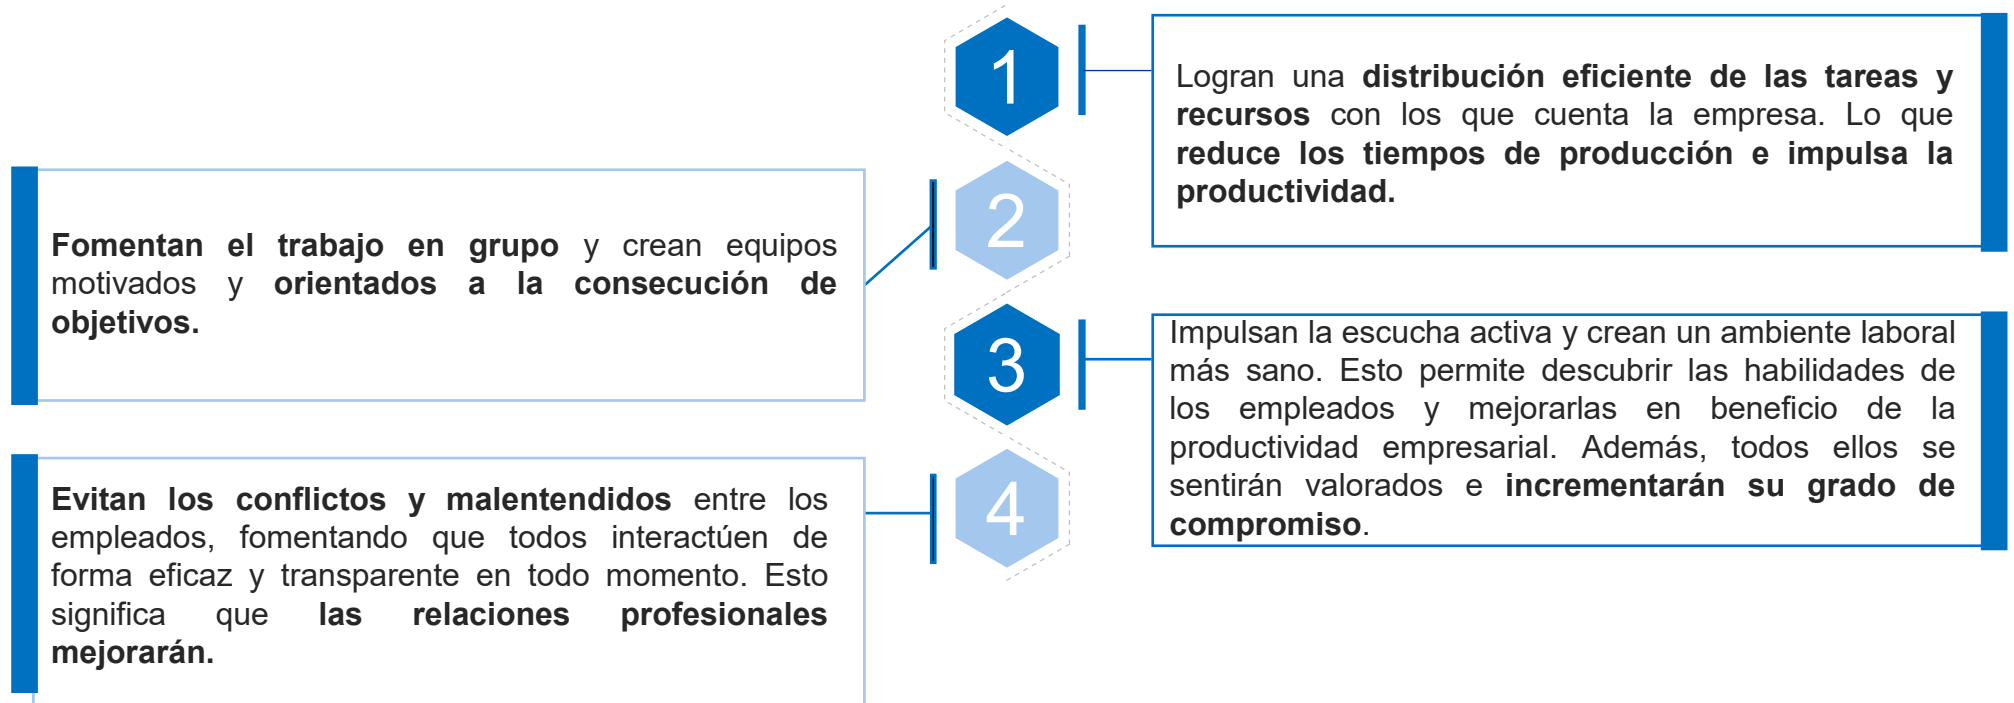 1
Logran una distribución eficiente de las tareas y
recursos con los que cuenta la empresa. Lo que
reduce los tiempos de producción e impulsa la
productividad.
2
Fomentan el trabajo en grupo y crean equipos
motivados y orientados a la consecución de
objetivos.
3
Impulsan la escucha activa y crean un ambiente laboral
más sano. Esto permite descubrir las habilidades de
los empleados y mejorarlas en beneficio de la
productividad empresarial. Además, todos ellos se
sentirán valorados e incrementarán su grado de
compromiso.
4
Evitan los conflictos y malentendidos entre los
empleados, fomentando que todos interactúen de
forma eficaz y transparente en todo momento. Esto
significa que las relaciones profesionales
mejorarán.